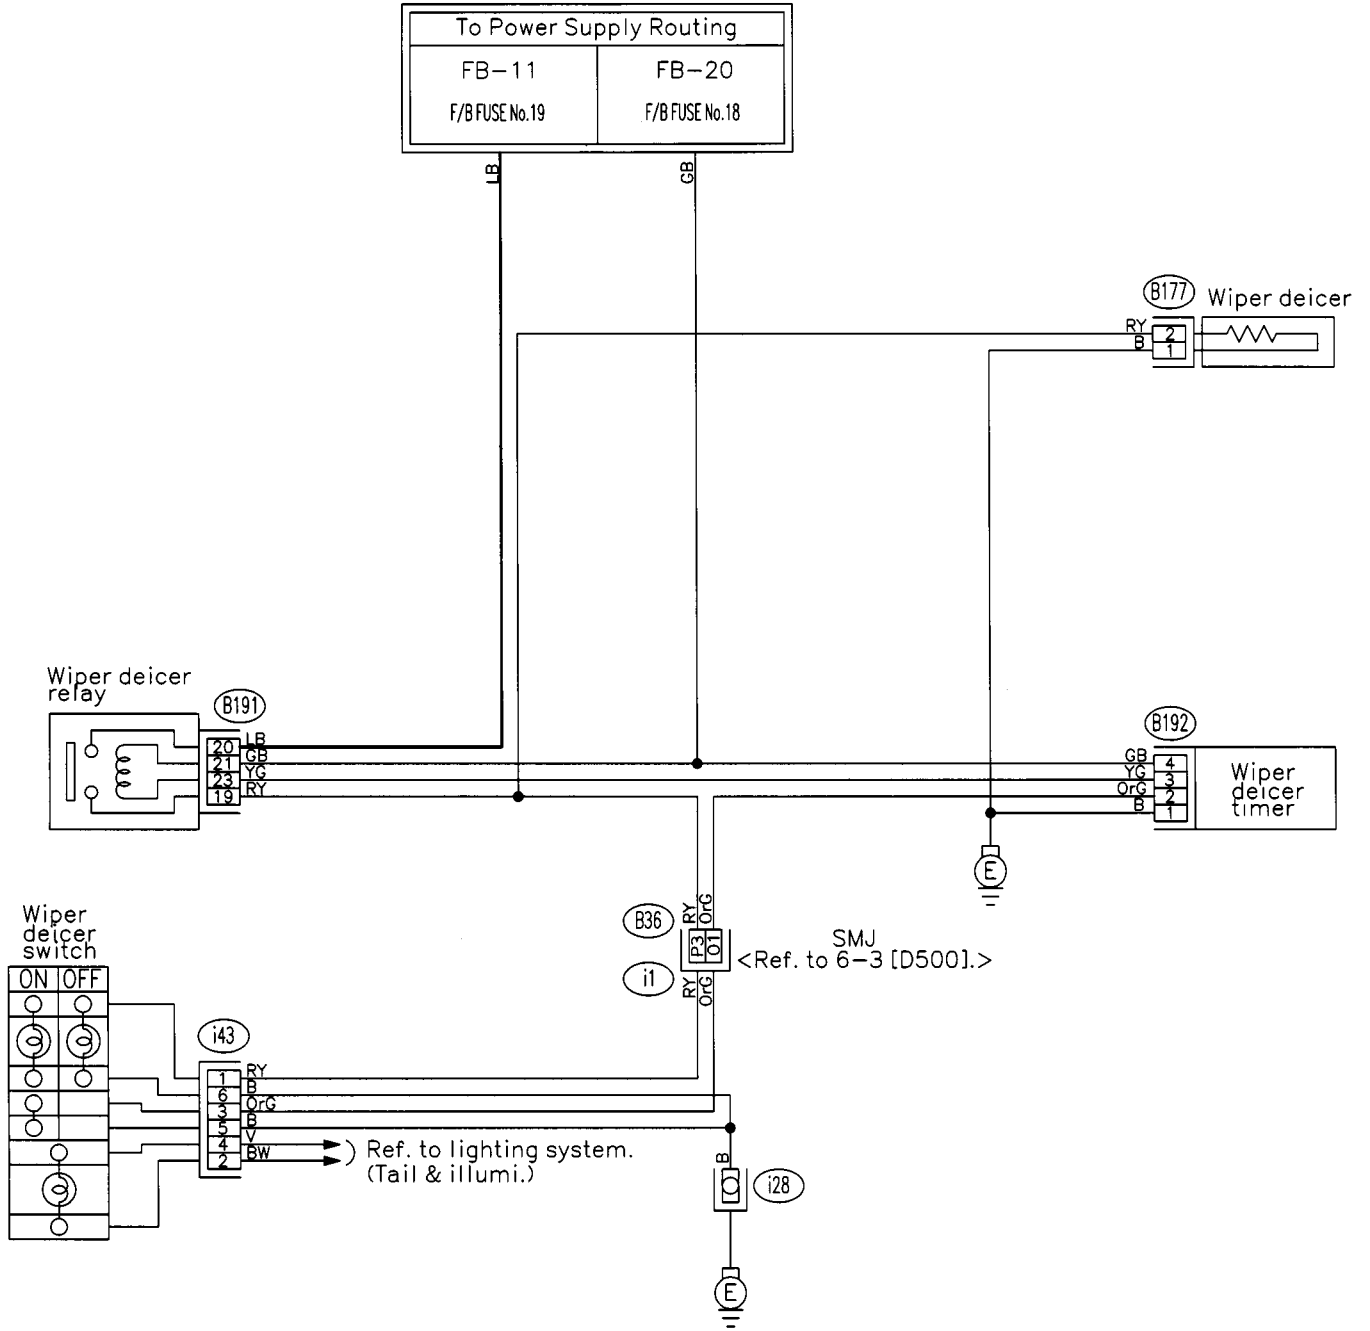 To Power Supply Routing
FB-11
FB-20
F/B FUSE No.19
F/B FUSE No.18
LB
GB
B177
Wiper deicer
RY
2
B
1
Wiper deicer
relay
B191
20
LB
21
GB
23
YG
19
RY
B192
GB
4
YG
3
OrG
2
B
1
Wiper
deicer
timer
E
B36
RY
OrG
P3
O1
SMJ
<Ref. to 6-3 [D500].>
i1
RY
OrG
Wiper
deicer
switch
ON
OFF
i43
1
RY
6
B
3
OrG
5
B
4
V
2
BW
Ref. to lighting system.
(Tail & illumi.)
B
i28
E